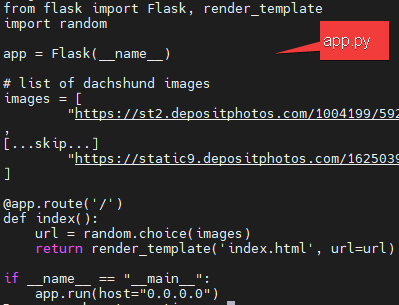 from flask import Flask, render_template
import random
app.py
app = Flask(__name__)
# list of dachshund images
images = [
"https://st2.depositphotos.com/1004199/592
,
[...skip...]
"https://static9.depositphotos.com/1625039
]
@app.route('/')
def index():
url = random.choice(images)
return render_template('index.html', url=url)
if __name__ == "__main__":
app.run(host="0.0.0.0")